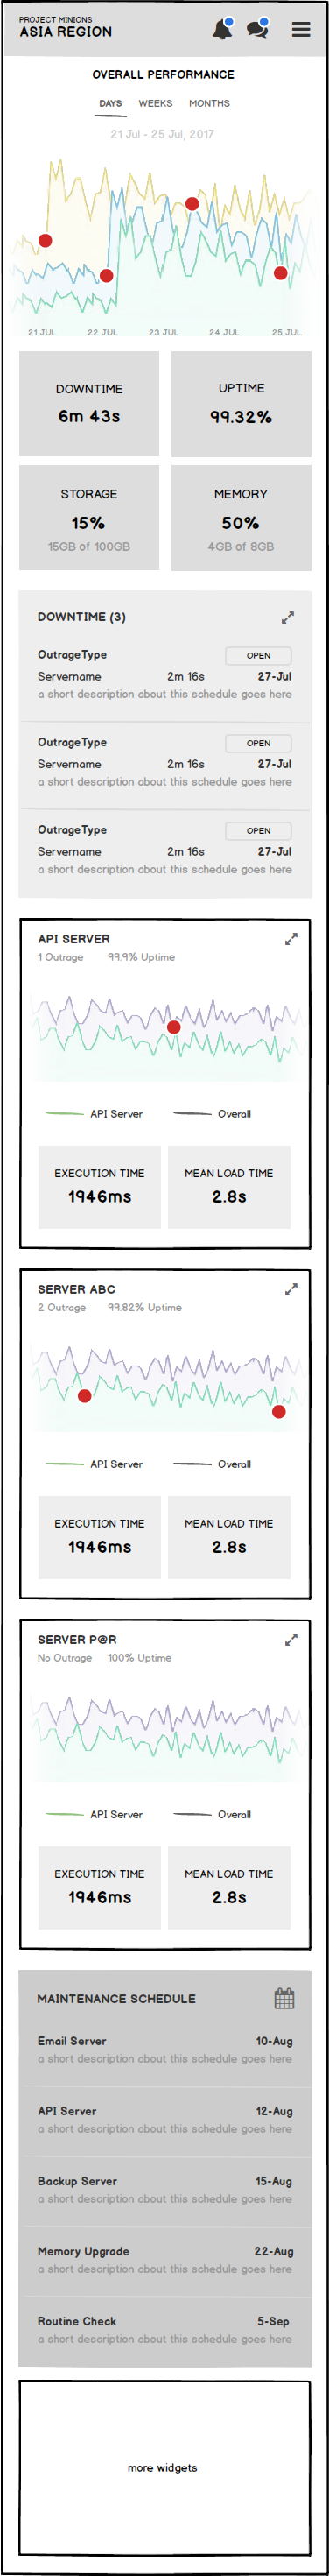 PROJECT MINIONS
ASIA REGION
OVERALL PERFORMANCE
DAYS WEEKS MONTHS
21 Jul - 25 Jul, 2017
21 JUL 22 JUL 23 JUL 24 JUL 25 JUL
DOWNTIME
6m 43s
UPTIME
99.32%
STORAGE
15%
15GB of 100GB
MEMORY
50%
4GB of 8GB
DOWNTIME (3)
OutrageType OPEN
Servername 2m 16s 27-Jul
a short description about this schedule goes here
OutrageType OPEN
Servername 2m 16s 27-Jul
a short description about this schedule goes here
OutrageType OPEN
Servername 2m 16s 27-Jul
a short description about this schedule goes here
API SERVER
1 Outrage 99.9% Uptime
API Server Overall
EXECUTION TIME
1946ms
MEAN LOAD TIME
2.8s
SERVER ABC
2 Outrage 99.82% Uptime
API Server Overall
EXECUTION TIME
1946ms
MEAN LOAD TIME
2.8s
SERVER P@R
No Outrage 100% Uptime
API Server Overall
EXECUTION TIME
1946ms
MEAN LOAD TIME
2.8s
MAINTENANCE SCHEDULE
Email Server 10-Aug
a short description about this schedule goes here
API Server 12-Aug
a short description about this schedule goes here
Backup Server 15-Aug
a short description about this schedule goes here
Memory Upgrade 22-Aug
a short description about this schedule goes here
Routine Check 5-Sep
a short description about this schedule goes here
more widgets